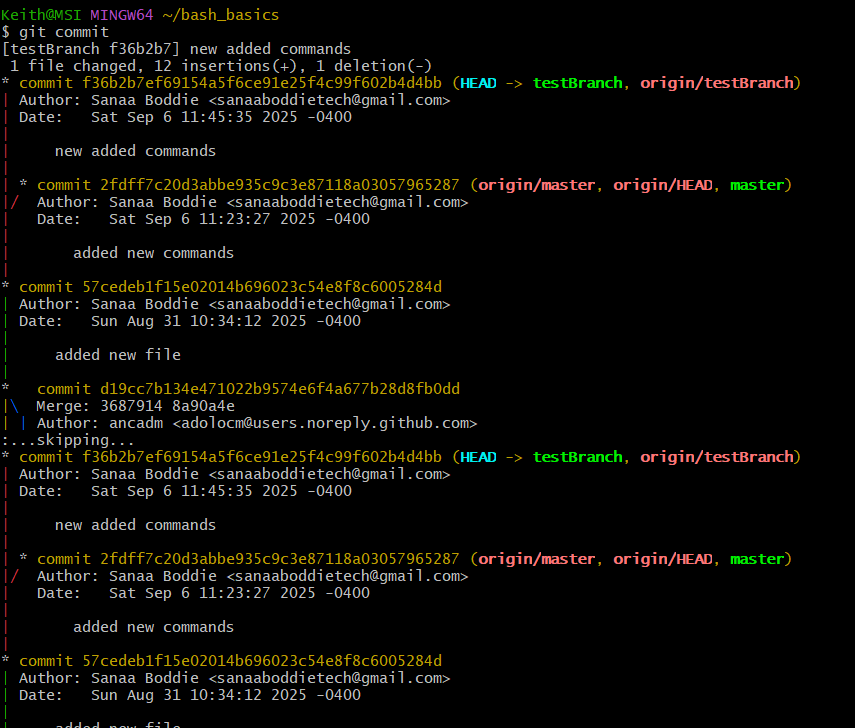 Keith@MSI MINGW64 ~/bash_basics
$ git commit
[testBranch f36b2b7] new added commands
 1 file changed, 12 insertions(+), 1 deletion(-)
* commit f36b2b7ef69154a5f6ce91e25f4c99f602b4d4bb (HEAD -> testBranch, origin/testBranch)
| Author: Sanaa Boddie <sanaaboddietech@gmail.com>
| Date:   Sat Sep 6 11:45:35 2025 -0400
|
|     new added commands
|
| * commit 2fdff7c20d3abbe935c9c3e87118a03057965287 (origin/master, origin/HEAD, master)
|/  Author: Sanaa Boddie <sanaaboddietech@gmail.com>
|   Date:   Sat Sep 6 11:23:27 2025 -0400
|
|       added new commands
|
* commit 57cedeb1f15e02014b696023c54e8f8c6005284d
| Author: Sanaa Boddie <sanaaboddietech@gmail.com>
| Date:   Sun Aug 31 10:34:12 2025 -0400
|
|     added new file
|
*   commit d19cc7b134e471022b9574e6f4a677b28d8fb0dd
|\  Merge: 3687914 8a90a4e
| | Author: ancadm <adolocm@users.noreply.github.com>
:...skipping...
* commit f36b2b7ef69154a5f6ce91e25f4c99f602b4d4bb (HEAD -> testBranch, origin/testBranch)
| Author: Sanaa Boddie <sanaaboddietech@gmail.com>
| Date:   Sat Sep 6 11:45:35 2025 -0400
|
|     new added commands
|
| * commit 2fdff7c20d3abbe935c9c3e87118a03057965287 (origin/master, origin/HEAD, master)
|/  Author: Sanaa Boddie <sanaaboddietech@gmail.com>
|   Date:   Sat Sep 6 11:23:27 2025 -0400
|
|       added new commands
|
* commit 57cedeb1f15e02014b696023c54e8f8c6005284d
| Author: Sanaa Boddie <sanaaboddietech@gmail.com>
| Date:   Sun Aug 31 10:34:12 2025 -0400
|
|     added new file